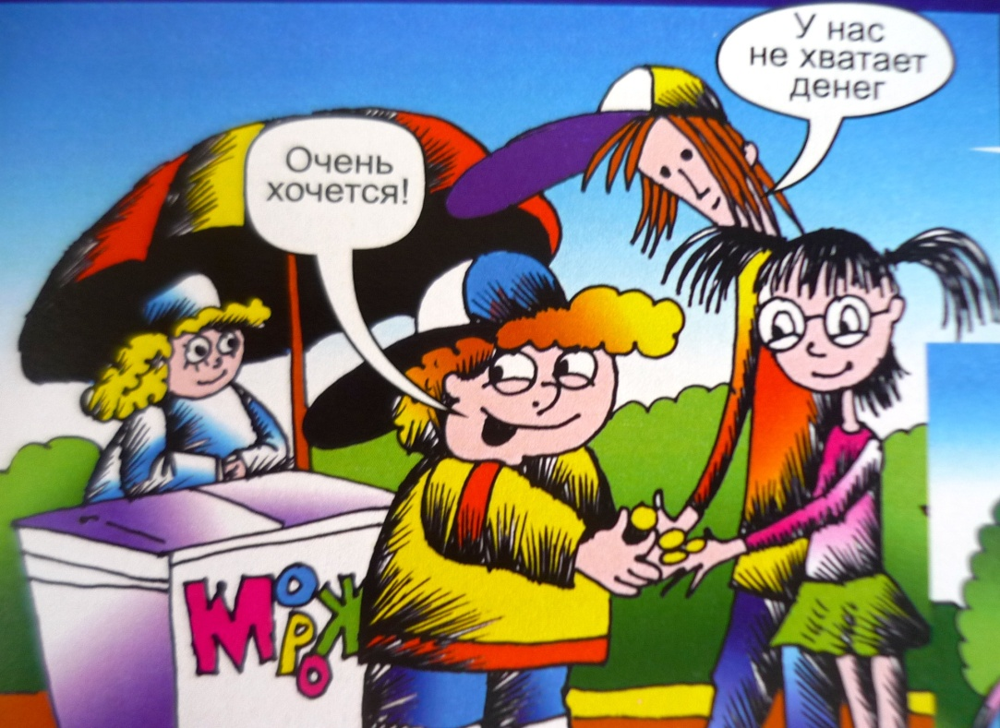 У нас
не хватает
денег
Очень
хочется!
Морож